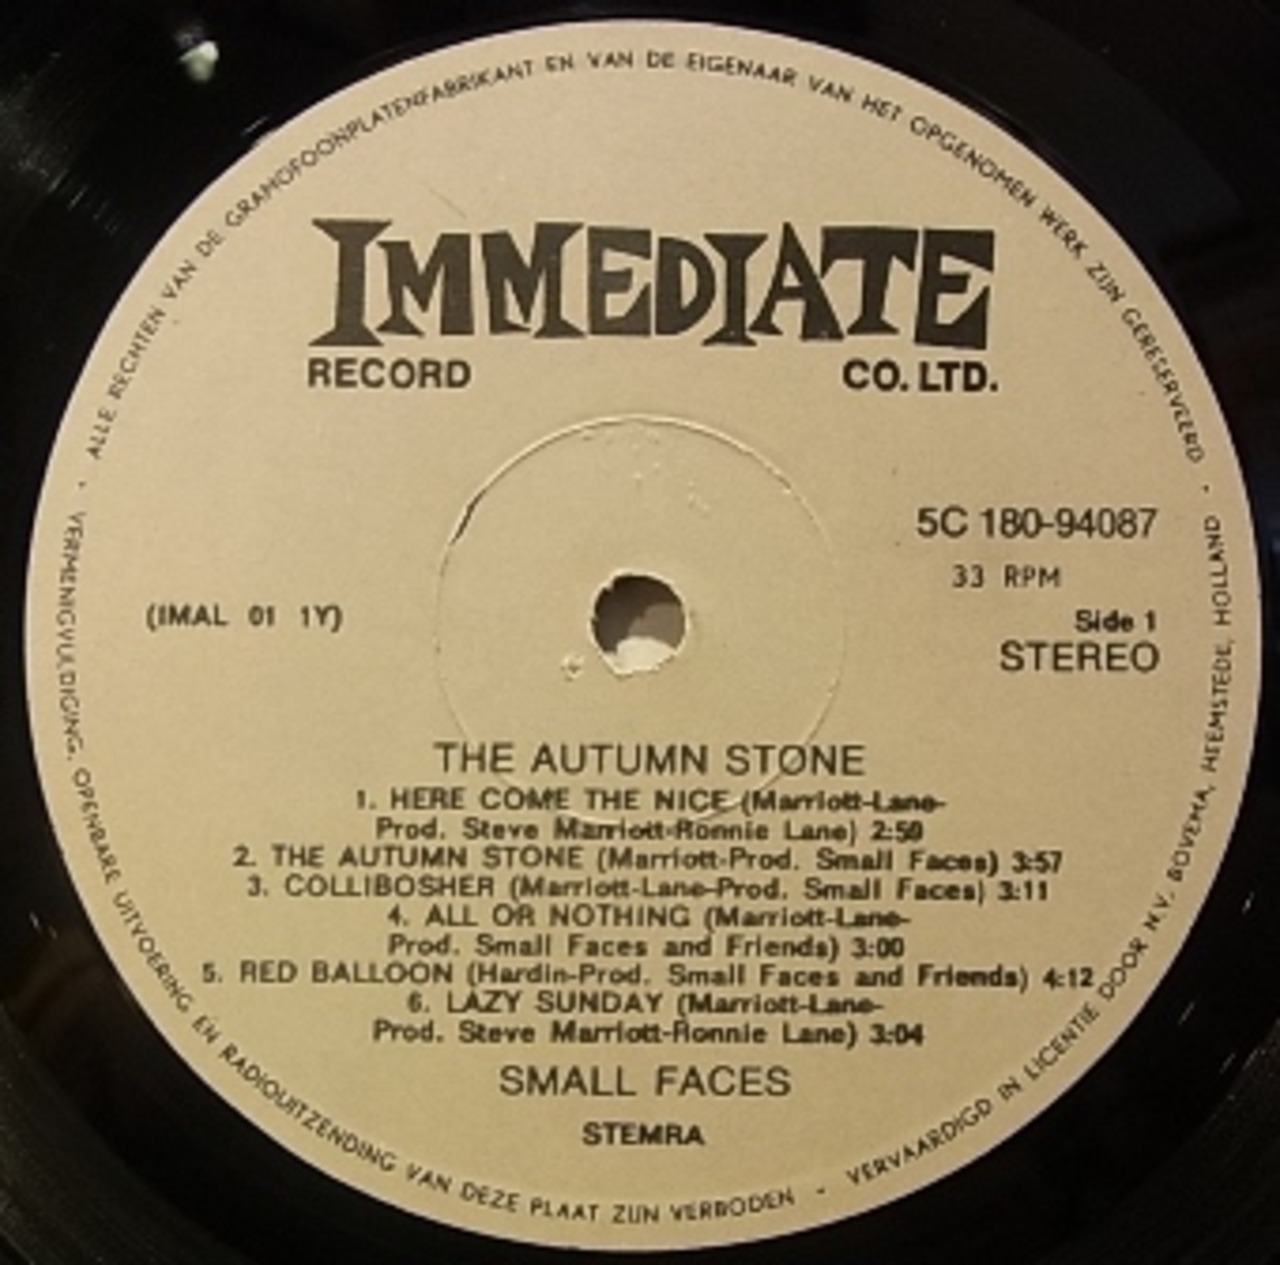 ALLE RECHTEN VAN DE GRAMOFOONPLATENFABRIKANT EN VAN DE EIGENAAR VAN HET OPGENOMEN WERK ZIJN GERESERVEERD ·
IMMEDIATE
RECORD CO. LTD.
5C 180-94087
33 RPM
(IMAL 01 1Y)
Side 1
STEREO
THE AUTUMN STONE
1. HERE COME THE NICE (Marriott-Lane-
Prod. Steve Marriott-Ronnie Lane) 2:50
2. THE AUTUMN STONE (Marriott-Prod. Small Faces) 3:57
3. COLLIBOSHER (Marriott-Lane-Prod. Small Faces) 3:11
4. ALL OR NOTHING (Marriott-Lane-
Prod. Small Faces and Friends) 3:00
5. RED BALLOON (Hardin-Prod. Small Faces and Friends) 4:12
6. LAZY SUNDAY (Marriott-Lane-
Prod. Steve Marriott-Ronnie Lane) 3:04
SMALL FACES
STEMRA
· VERMENIGVULDIGING, OPENBARE UITVOERING EN RADIOUITZENDING VAN DEZE PLAAT ZIJN VERBODEN -
VERVAARDIGD IN LICENTIE DOOR N.V. BOVEMA, HEEMSTEDE, HOLLAND